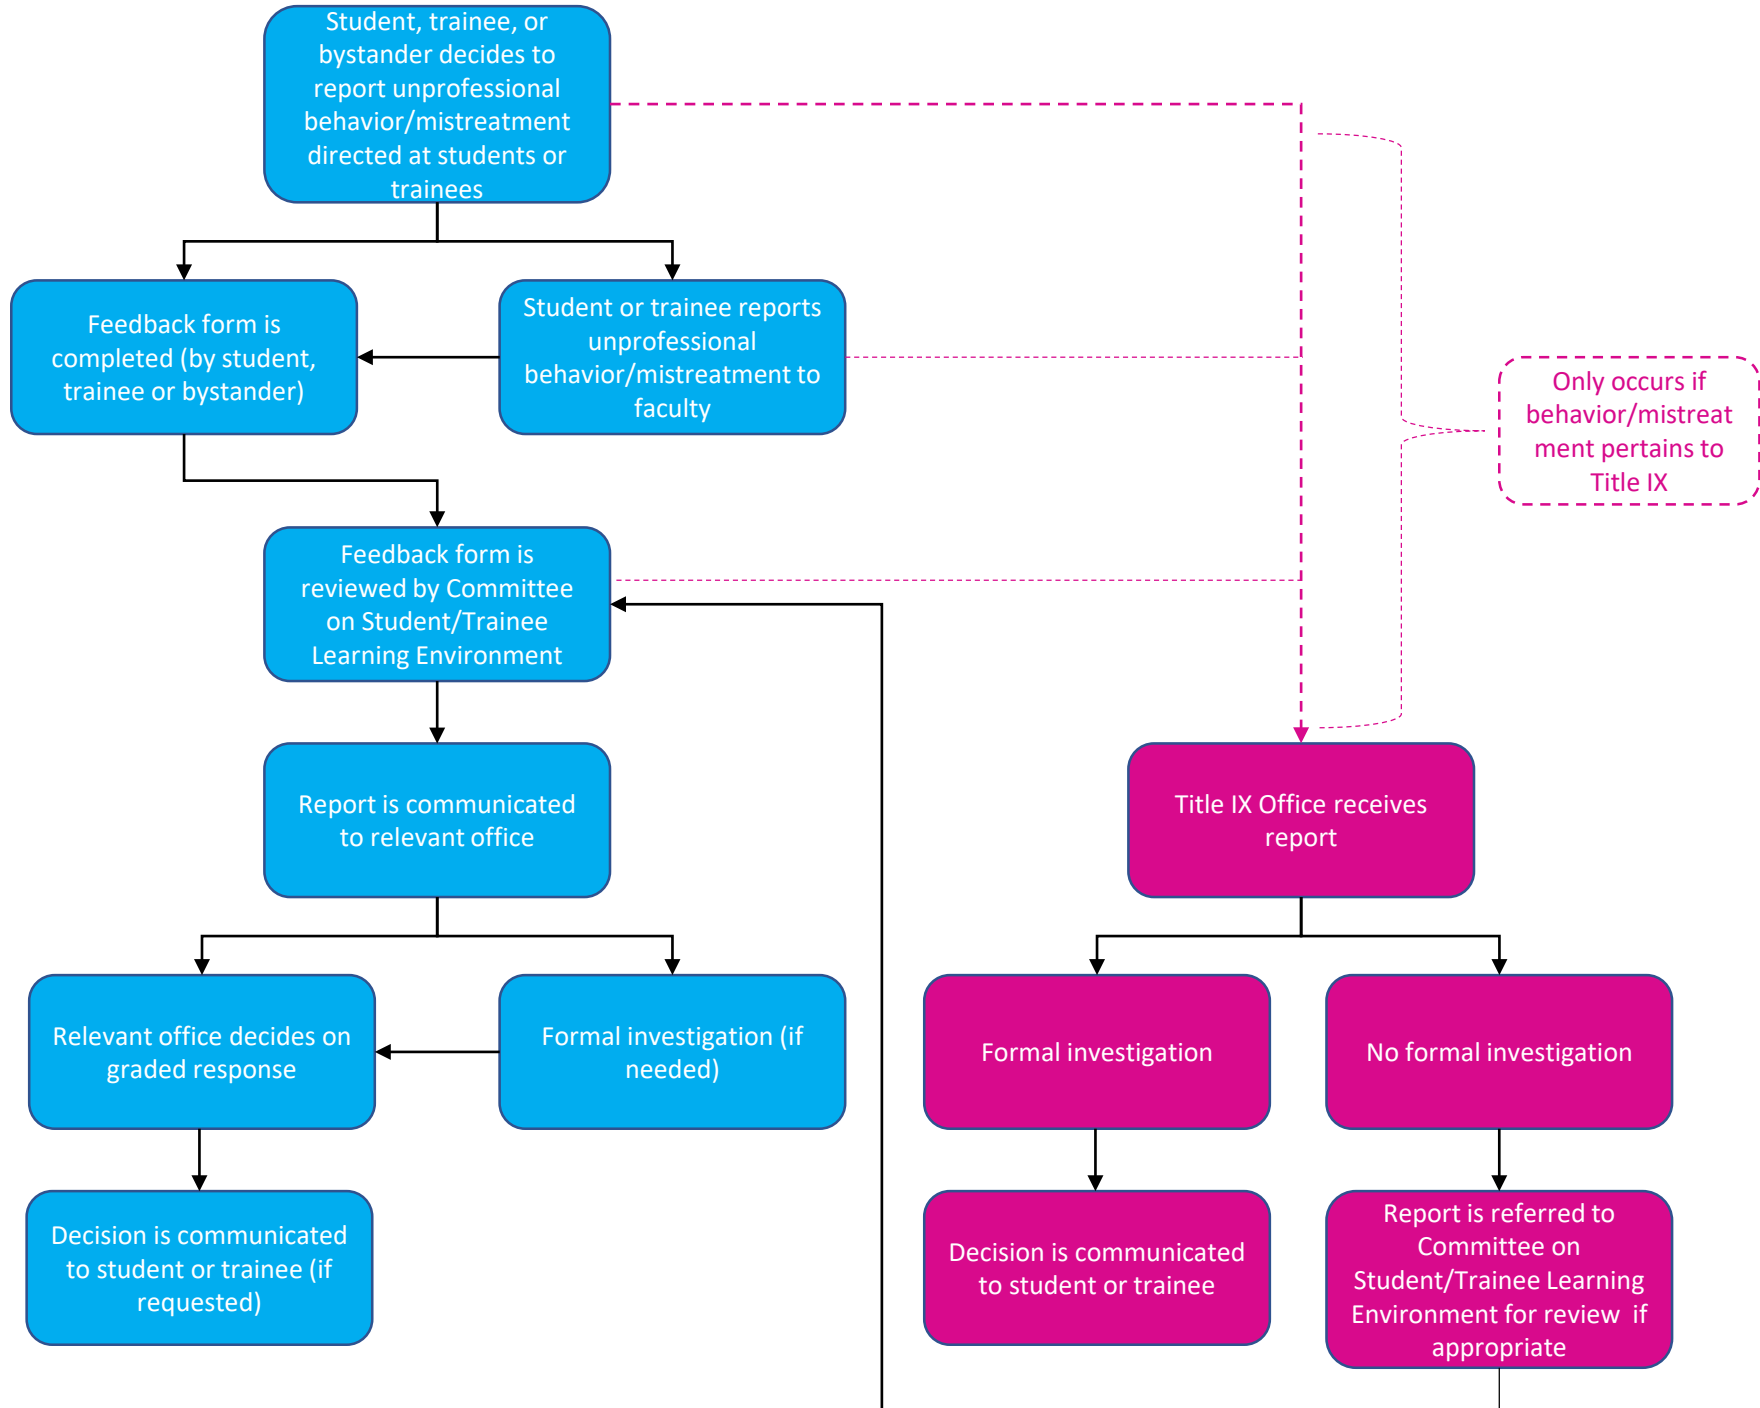 Student, trainee, or
bystander decides to
report unprofessional
behavior/mistreatment
directed at students or
trainees
Feedback form is
completed (by student,
trainee or bystander)
Student or trainee reports
unprofessional
behavior/mistreatment to
faculty
Only occurs if
behavior/mistreat
ment pertains to
Title IX
Feedback form is
reviewed by Committee
on Student/Trainee
Learning Environment
Report is communicated
to relevant office
Title IX Office receives
report
Relevant office decides on
graded response
Formal investigation (if
needed)
Formal investigation
No formal investigation
Decision is communicated
to student or trainee (if
requested)
Decision is communicated
to student or trainee
Report is referred to
Committee on
Student/Trainee Learning
Environment for review  if
appropriate